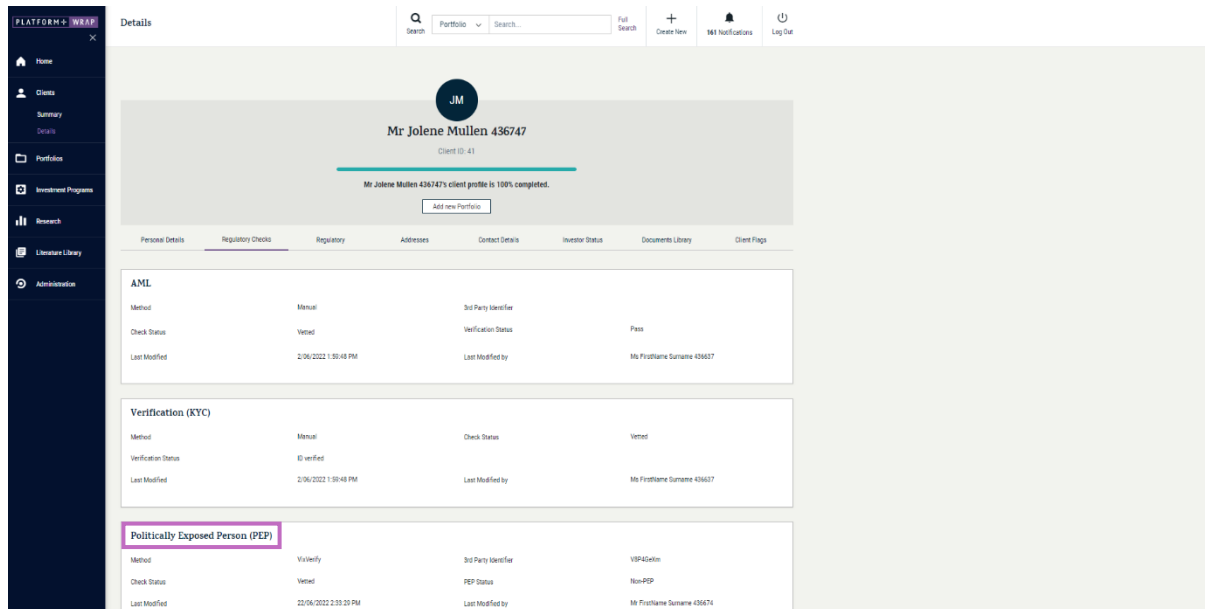 PLATFORM+ WRAP
Details
Search
Portfolio
Search...
Full Search
Create New
161 Notifications
Log Out
Home
Clients
Summary
Details
Portfolios
Investment Programs
Research
Literature Library
Administration
JM
Mr Jolene Mullen 436747
Client ID: 41
Mr Jolene Mullen 436747's client profile is 100% completed.
Add new Portfolio
Personal Details Regulatory Checks Regulatory Addresses Contact Details Investor Status Documents Library Client Flags
AML
Method Manual 3rd Party Identifier
Check Status Vetted Verification Status Pass
Last Modified 2/06/2022 1:59:48 PM Last Modified by Ms FirstName Surname 436637
Verification (KYC)
Method Manual Check Status Vetted
Verification Status ID verified
Last Modified 2/06/2022 1:59:48 PM Last Modified by Ms FirstName Surname 436637
Politically Exposed Person (PEP)
Method VixVerify 3rd Party Identifier V8P4GeXm
Check Status Vetted PEP Status Non-PEP
Last Modified 22/06/2022 2:33:29 PM Last Modified by Mr FirstName Surname 436674